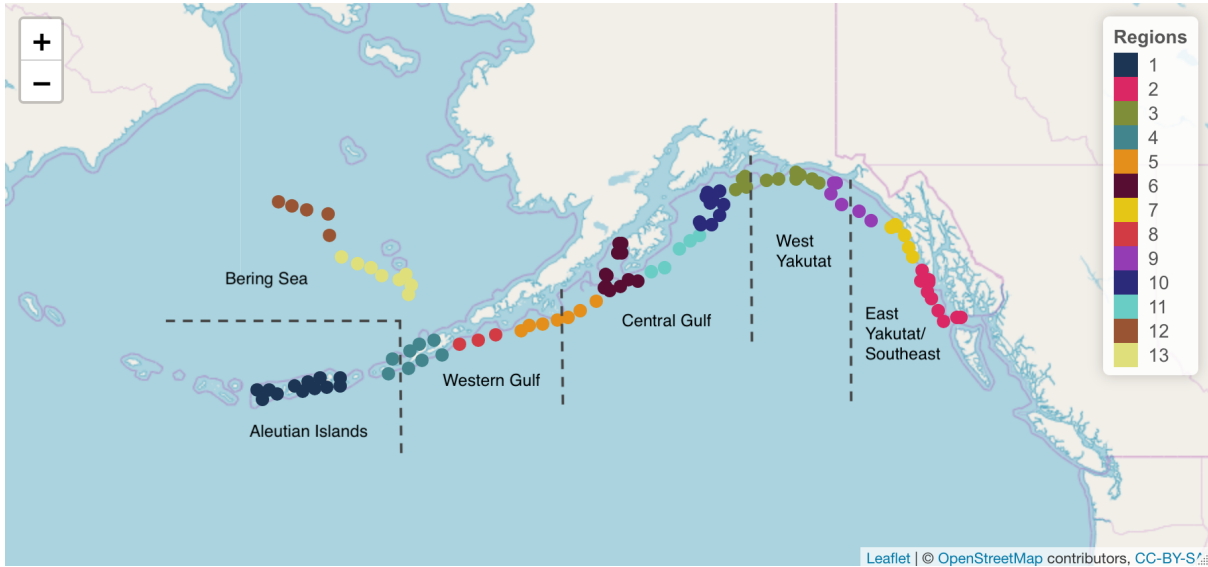 +
−
Regions
1
2
3
4
5
6
7
8
9
10
11
12
13
Bering Sea
West
Yakutat
Central Gulf
East
Yakutat/
Southeast
Western Gulf
Aleutian Islands
Leaflet | © OpenStreetMap contributors, CC-BY-SA